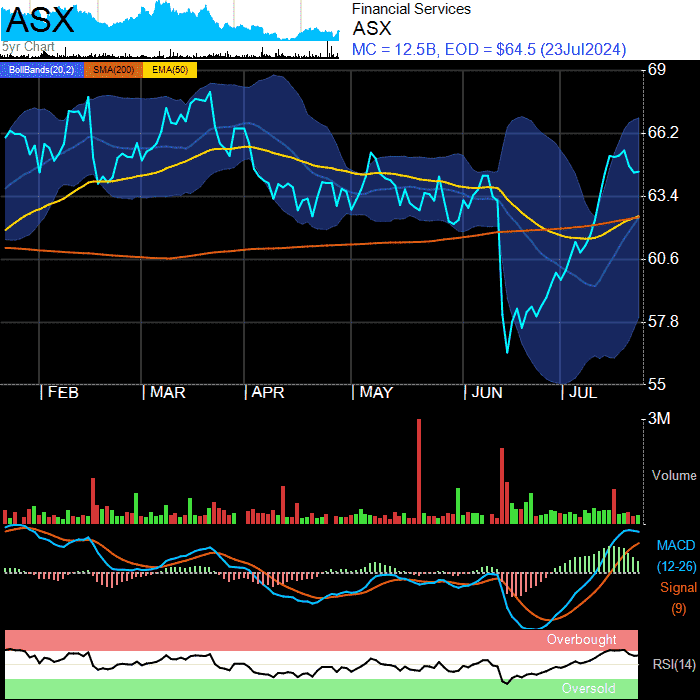 ASX
5yr Chart
Financial Services
ASX
MC = 12.5B, EOD = $64.5 (23Jul2024)
BollBands(20,2) SMA(200) EMA(50)
69
66.2
63.4
60.6
57.8
55
FEB MAR APR MAY JUN JUL
3M
Volume
MACD
(12-26)
Signal
(9)
Overbought
RSI(14)
Oversold